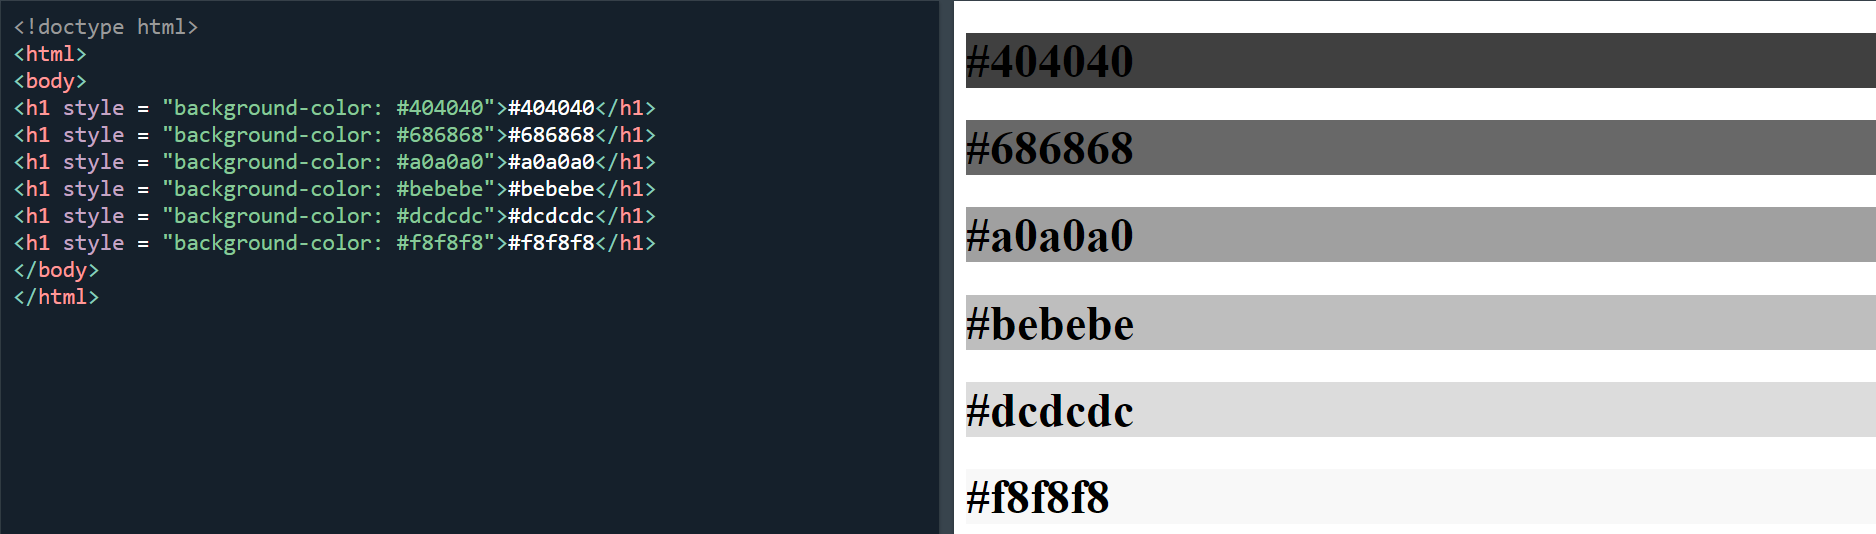 <!doctype html>
<html>
<body>
<h1 style = "background-color: #404040">#404040</h1>
<h1 style = "background-color: #686868">#686868</h1>
<h1 style = "background-color: #a0a0a0">#a0a0a0</h1>
<h1 style = "background-color: #bebebe">#bebebe</h1>
<h1 style = "background-color: #dcdcdc">#dcdcdc</h1>
<h1 style = "background-color: #f8f8f8">#f8f8f8</h1>
</body>
</html>
#404040
#686868
#a0a0a0
#bebebe
#dcdcdc
#f8f8f8